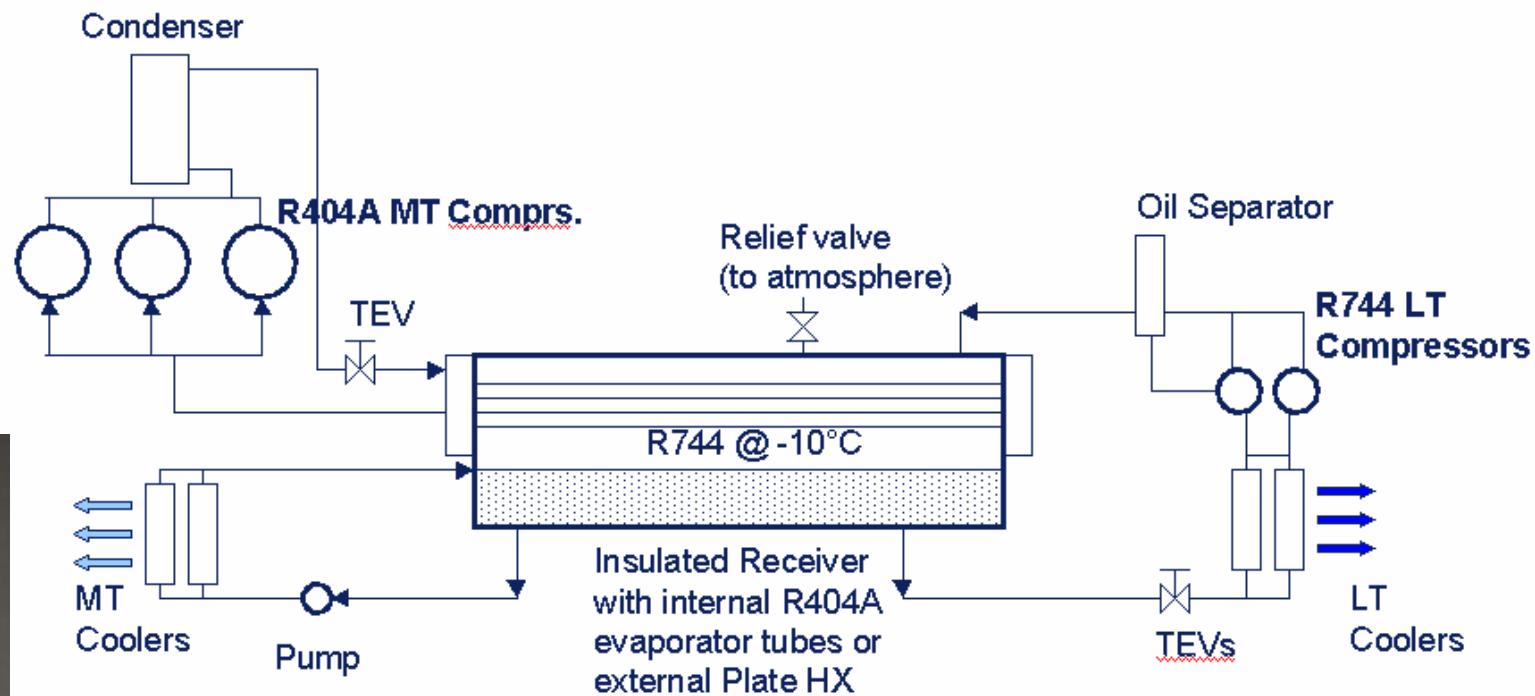 Condenser
R404A MT Comprs.
Oil Separator
Relief valve
(to atmosphere)
TEV
R744 LT
Compressors
R744 @ -10°C
MT
Coolers
Pump
Insulated Receiver
with internal R404A
evaporator tubes or
external Plate HX
TEVs
LT
Coolers